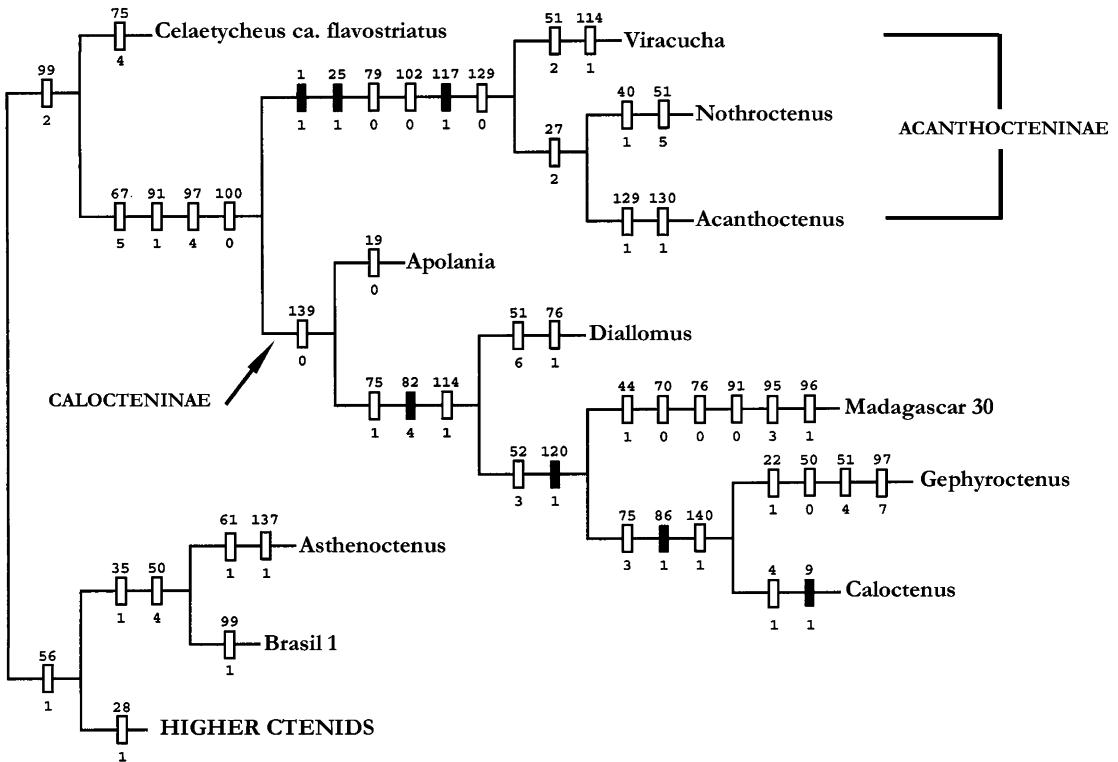 75
Celaetycheus ca. flavostriatus
4
99
2
51 114
Viracucha
2 1
1 25 79 102 117 129
1 1 0 0 1 0
40 51
Nothroctenus
1 5
ACANTHOCTENINAE
27
2
67. 91 97 100
5 1 4 0
129 130
Acanthoctenus
1 1
19
Apolania
0
139
0
CALOCTENINAE
51 76
Diallomus
6 1
75 82 114
1 4 1
44 70 76 91 95 96
Madagascar 30
1 0 0 0 3 1
52 120
3 1
22 50 51 97
Gephyroctenus
1 0 4 7
75 86 140
3 1 1
4 9
Caloctenus
1 1
61 137
Asthenoctenus
1 1
35 50
1 4
99
Brasil 1
1
56
1
28
HIGHER CTENIDS
1